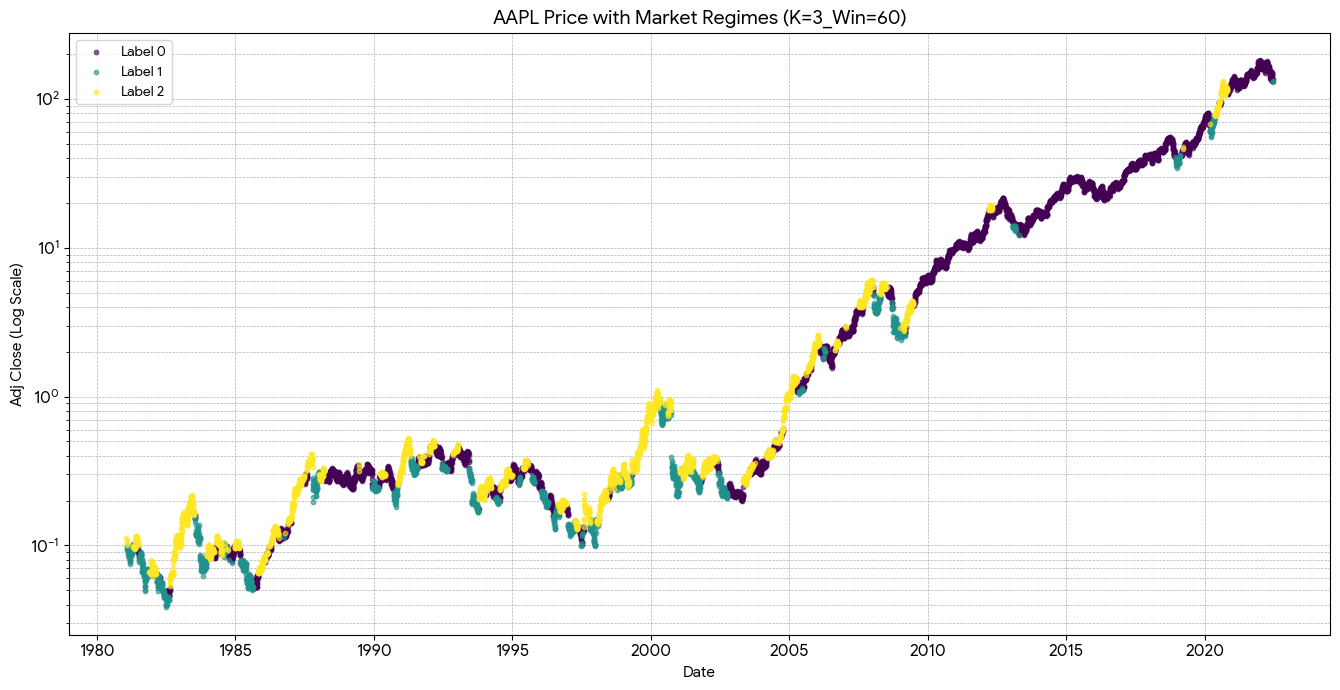 AAPL Price with Market Regimes (K=3_Win=60)
Label 0
Label 1
Label 2
Adj Close (Log Scale)
10²
10¹
10⁰
10⁻¹
1980 1985 1990 1995 2000 2005 2010 2015 2020
Date